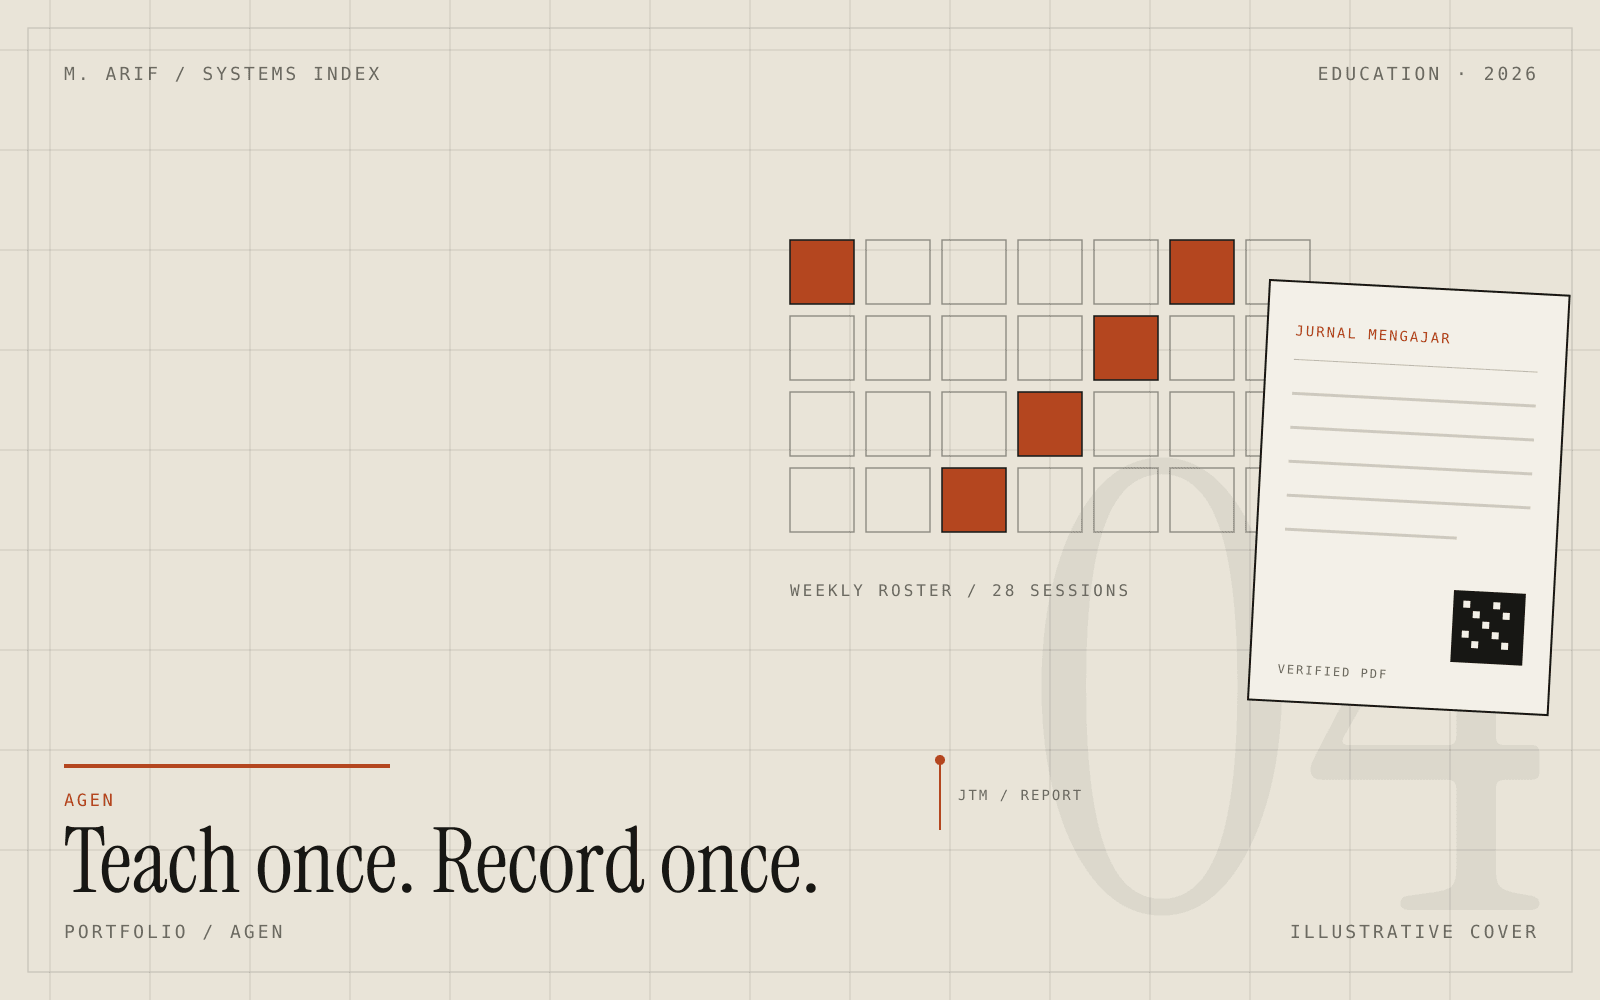 M. ARIF / SYSTEMS INDEX
EDUCATION · 2026
JURNAL MENGAJAR
WEEKLY ROSTER / 28 SESSIONS
VERIFIED PDF
04
JTM / REPORT
AGEN
Teach once. Record once.
PORTFOLIO / AGEN
ILLUSTRATIVE COVER